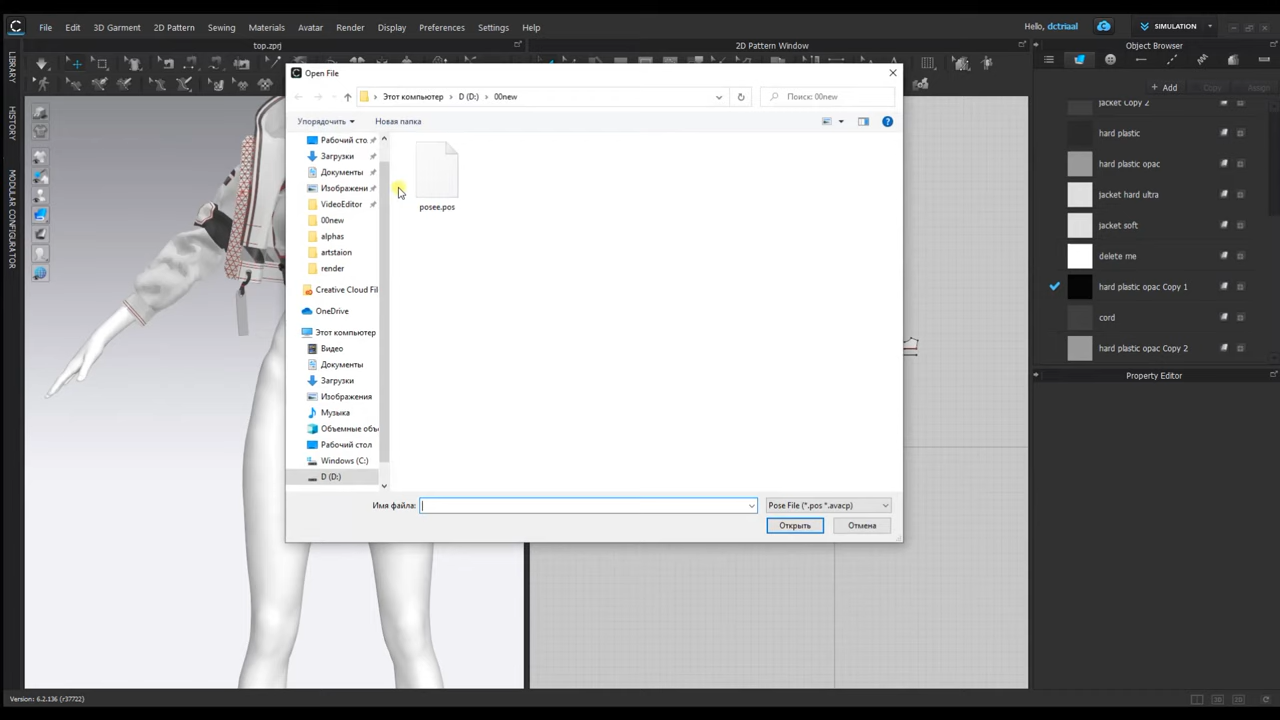 File Edit 3D Garment 2D Pattern Sewing Materials Avatar Render Display Preferences Settings Help
Hello, dctriaal SIMULATION
top.zprj 2D Pattern Window Object Browser
LIBRARY
HISTORY
MODULAR CONFIGURATOR
Open File
Этот компьютер D (D:) 00new
Поиск: 00new
Упорядочить Новая папка
Рабочий сто
Загрузки
Документы
Изображени
VideoEditor
00new
alphas
artstaion
render
Creative Cloud Fil
OneDrive
Этот компьютер
Видео
Документы
Загрузки
Изображения
Музыка
Объемные объ
Рабочий стол
Windows (C:)
D (D:)
posee.pos
Имя файла:
Pose File (*.pos *.avacp)
Открыть Отмена
Add Copy Assign
jacket Copy 2
hard plastic
hard plastic opac
jacket hard ultra
jacket soft
delete me
hard plastic opac Copy 1
cord
hard plastic opac Copy 2
Property Editor
Version: 6.2.136 (r37722)